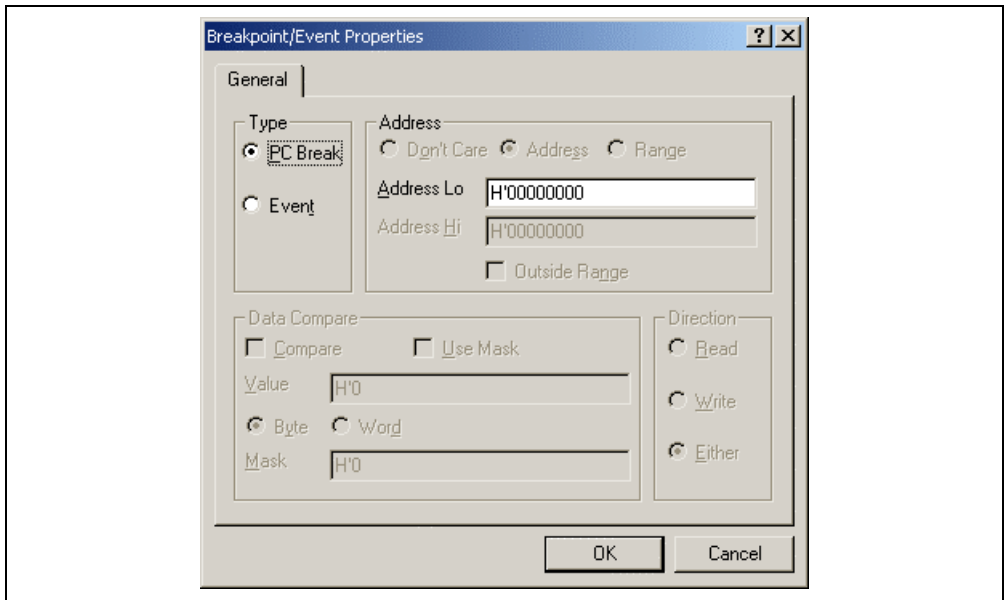 Breakpoint/Event Properties
General
Type
PC Break
Event
Address
Don't Care Address Range
Address Lo H'00000000
Address Hi H'00000000
Outside Range
Data Compare
Compare Use Mask
Value H'0
Byte Word
Mask H'0
Direction
Read
Write
Either
OK Cancel